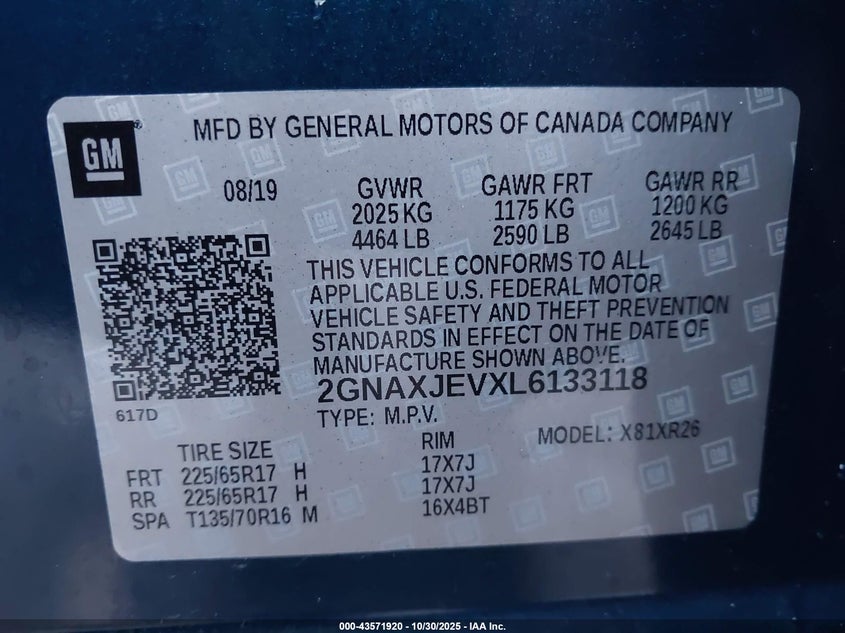 GM
MFD BY GENERAL MOTORS OF CANADA COMPANY
08/19 GVWR GAWR FRT GAWR RR
2025 KG 1175 KG 1200 KG
4464 LB 2590 LB 2645 LB
THIS VEHICLE CONFORMS TO ALL
APPLICABLE U.S. FEDERAL MOTOR
VEHICLE SAFETY AND THEFT PREVENTION
STANDARDS IN EFFECT ON THE DATE OF
MANUFACTURE SHOWN ABOVE.
2GNAXJEVXL6133118
617D
TYPE: M.P.V.
MODEL: X81XR26
TIRE SIZE RIM
FRT 225/65R17 H 17X7J
RR 225/65R17 H 17X7J
SPA T135/70R16 M 16X4BT
000-43571920 | 10/30/2025 - IAA Inc.